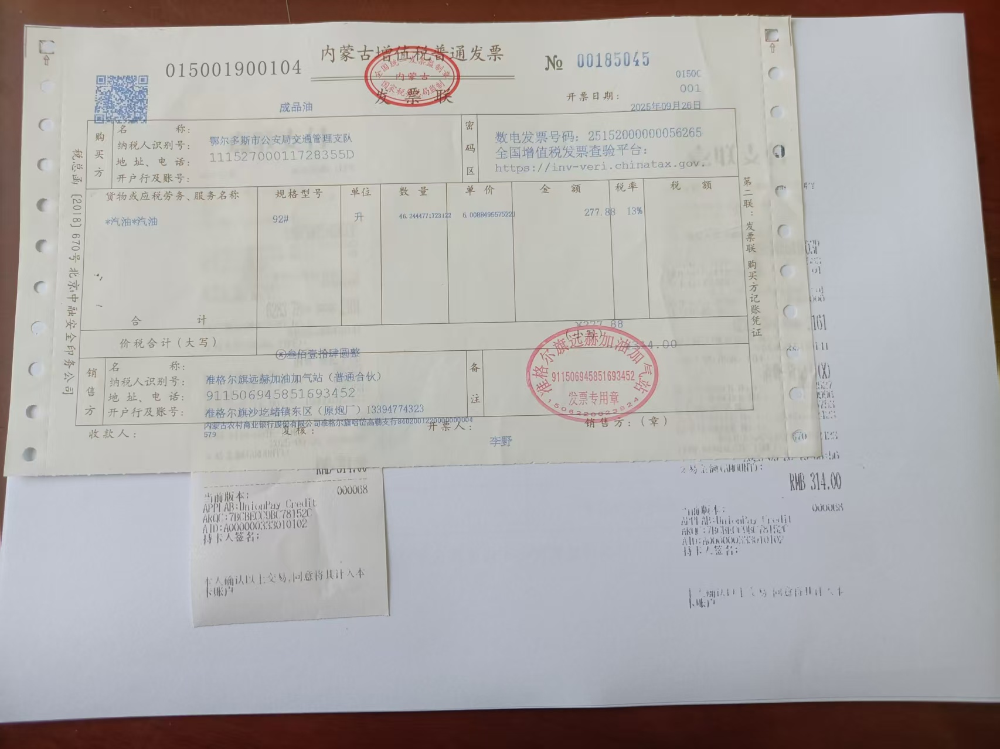 015001900104
内蒙古增值税普通发票
№ 00185045
全国统一发票监制章
内蒙古
国家税务总局监制
发票联
0150C
001
开票日期：
2025年09月26日
成品油
购买方
名 称：
鄂尔多斯市公安局交通管理支队
纳税人识别号：
11152700011728355D
地 址、电 话：
开户行及账号：
密码区
数电发票号码：25152000000056265
全国增值税发票查验平台：
https://inv-veri.chinatax.gov.
货物或应税劳务、服务名称 规格型号 单位 数 量 单 价 金 额 税率 税 额
*汽油*汽油 92# 升 46.2444771723122 6.008849557522 277.88 13%
合 计
¥277.88
价税合计（大写）
ⓧ叁佰壹拾肆圆整
(小写)
4.00
销售方
名 称：
准格尔旗远赫加油加气站（普通合伙）
纳税人识别号：
911506945851693452
地 址、电 话：
准格尔旗沙圪堵镇东区（原炮厂）13394774323
开户行及账号：
内蒙古农村商业银行股份有限公司准格尔旗哈岱高勒支行8402001220000000004
579
备注
准格尔旗远赫加油加气站
911506945851693452
发票专用章
1506220023824
收款人：
复核：
开票人：
李野
销售方：（章）
税总函〔2018〕670号北京中融安全印务公司
第二联：发票联 购买方记账凭证
RMB 314.00
当前版本：
000068
APPLAB:UnionPay Credit
ARQC:7BCBECC9BC78152C
AID:A000000333010102
持卡人签名：
本人确认以上交易,同意将其计入本
卡账户
161
交易金额(AMOUNT):
RMB 314.00
当前版本：
000068
APPLAB:UnionPay Credit
ARQC:7BCBECC9BC78152C
AID:A000000333010102
持卡人签名：
本人确认以上交易,同意将其计入本
卡账户